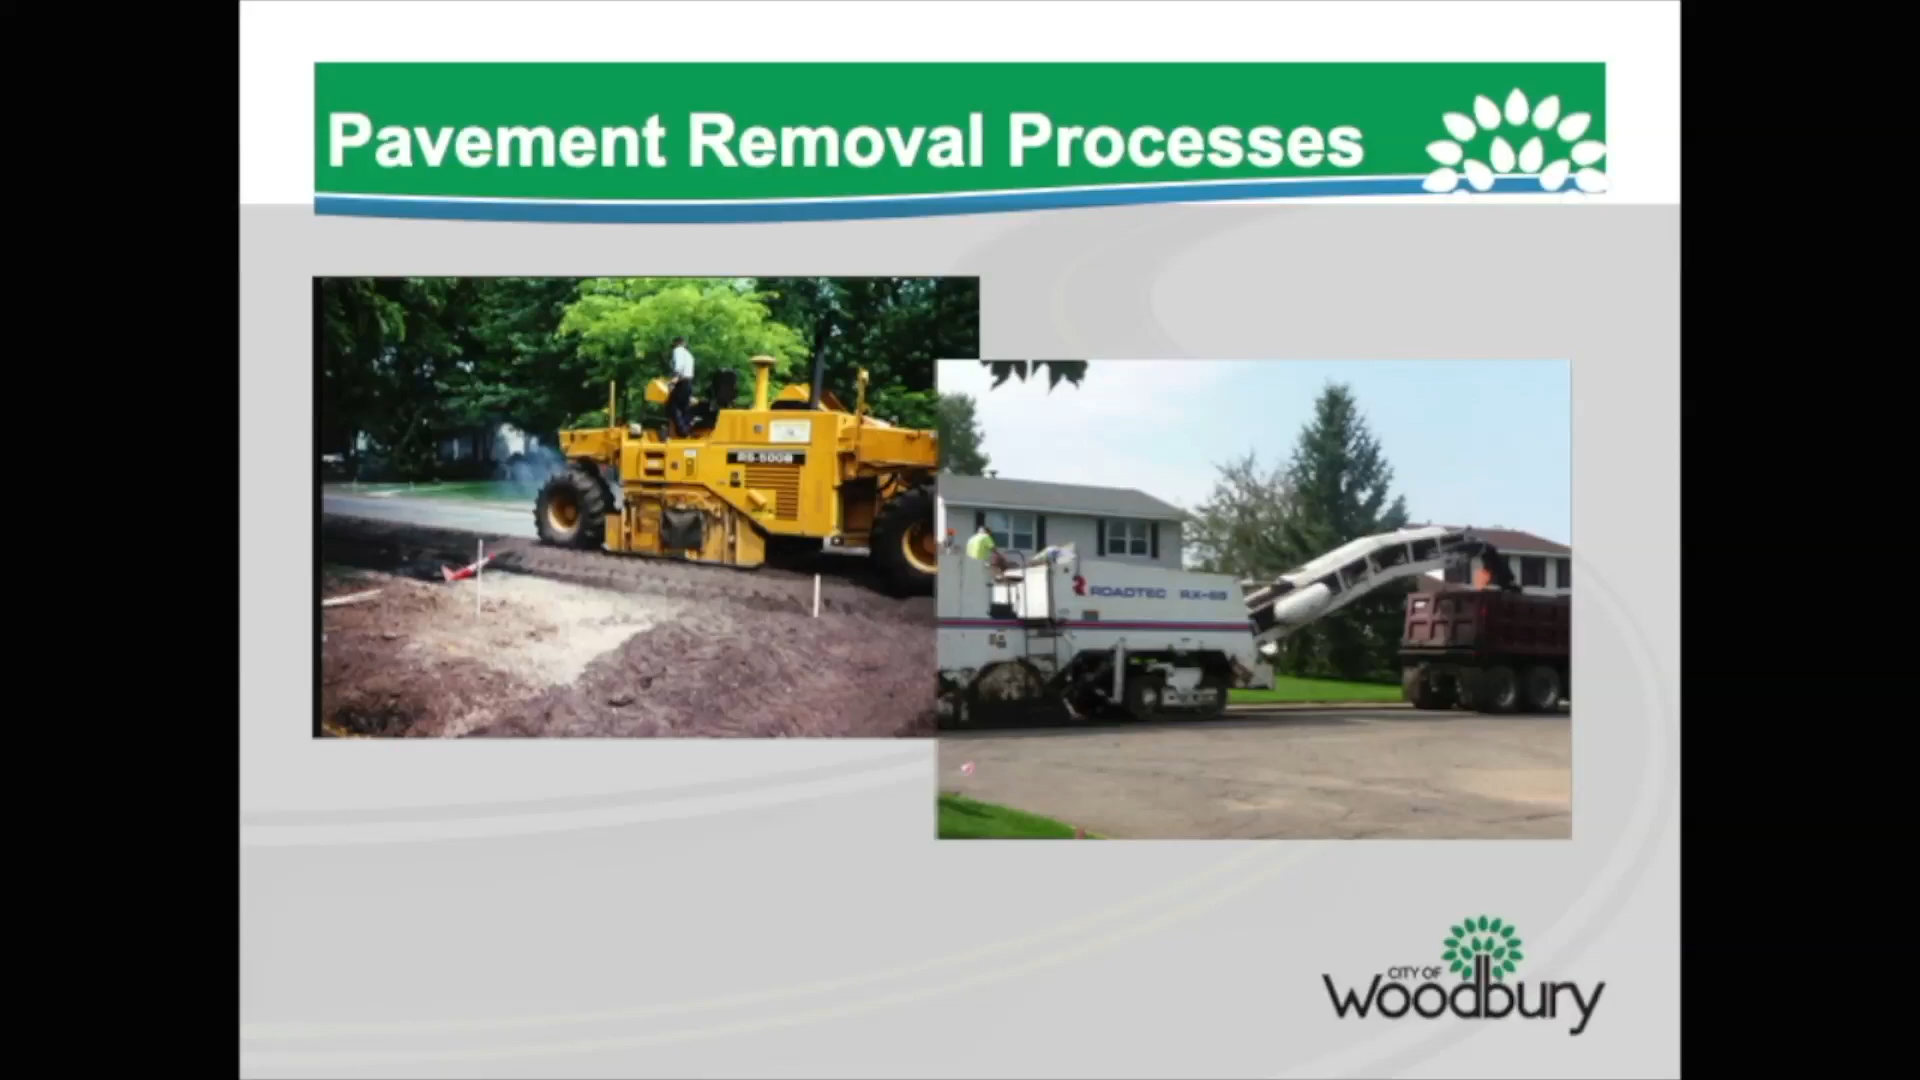 Pavement Removal Processes
RS-500B
ROADTEC RX-
CITY OF
Woodbury